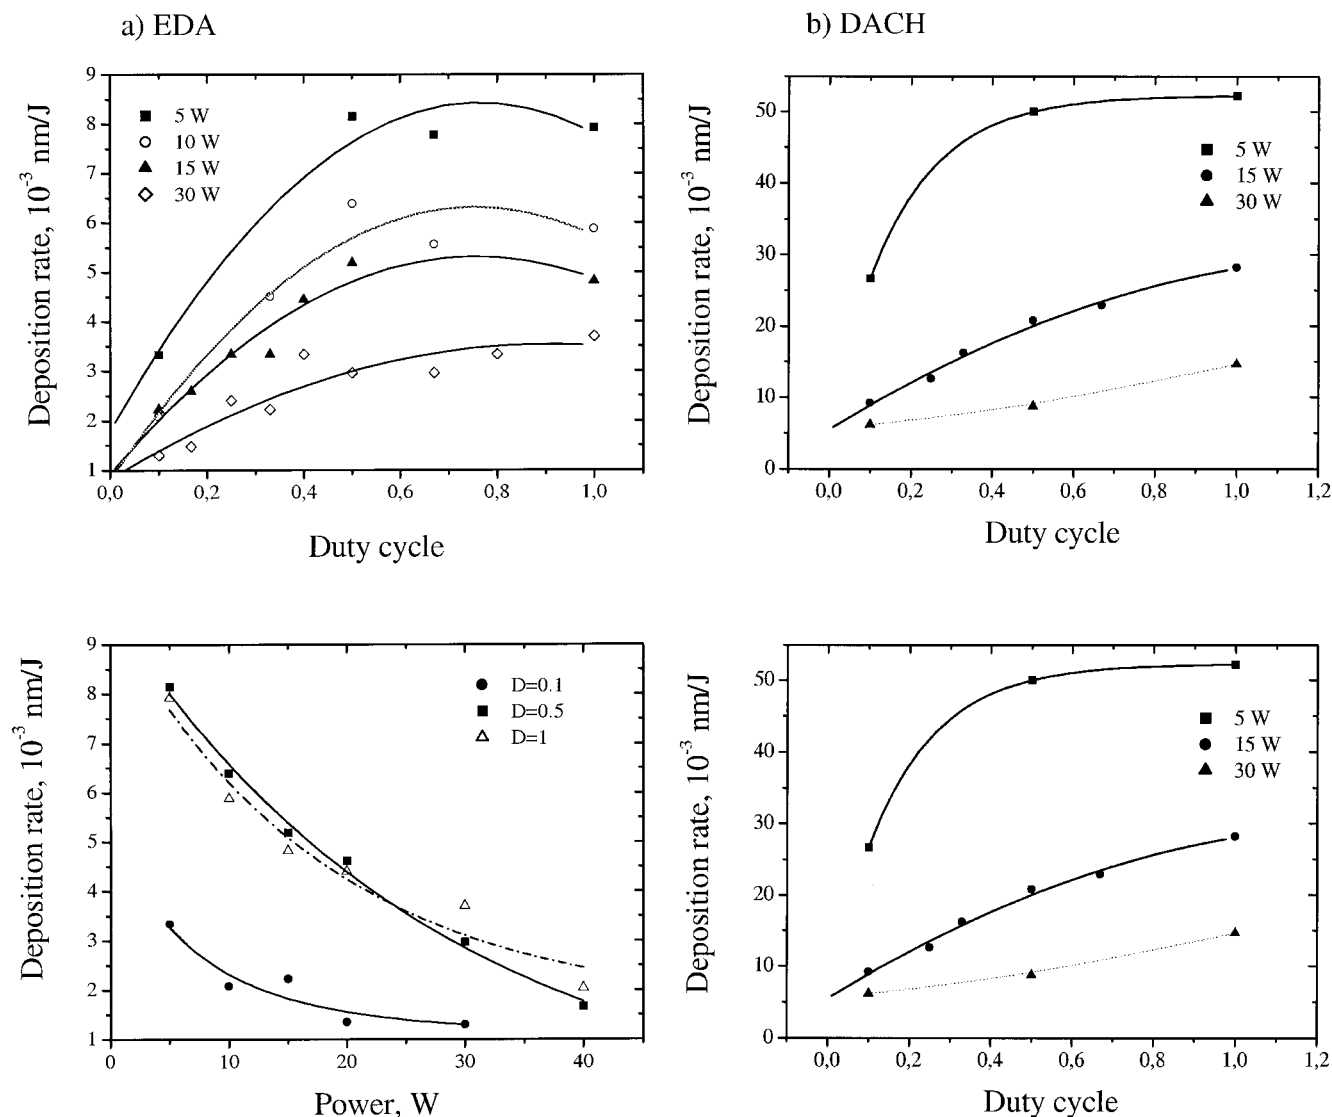 a) EDA
b) DACH
9
8
7
6
5
4
3
2
1
Deposition rate, 10⁻³ nm/J
5 W
10 W
15 W
30 W
0,0 0,2 0,4 0,6 0,8 1,0
Duty cycle
50
40
30
20
10
0
Deposition rate, 10⁻³ nm/J
5 W
15 W
30 W
0,0 0,2 0,4 0,6 0,8 1,0 1,2
Duty cycle
9
8
7
6
5
4
3
2
1
Deposition rate, 10⁻³ nm/J
D=0.1
D=0.5
D=1
0 10 20 30 40
Power, W
50
40
30
20
10
0
Deposition rate, 10⁻³ nm/J
5 W
15 W
30 W
0,0 0,2 0,4 0,6 0,8 1,0 1,2
Duty cycle